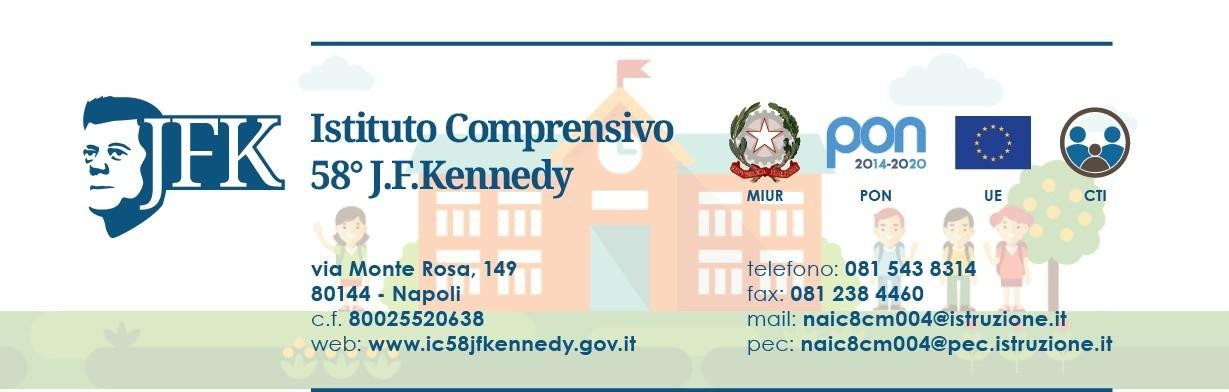 JFK
Istituto Comprensivo
58° J.F.Kennedy
via Monte Rosa, 149
80144 - Napoli
c.f. 80025520638
web: www.ic58jfkennedy.gov.it
pon
2014-2020
MIUR
PON
UE
CTI
telefono: 081 543 8314
fax: 081 238 4460
mail: naic8cm004@istruzione.it
pec: naic8cm004@pec.istruzione.it